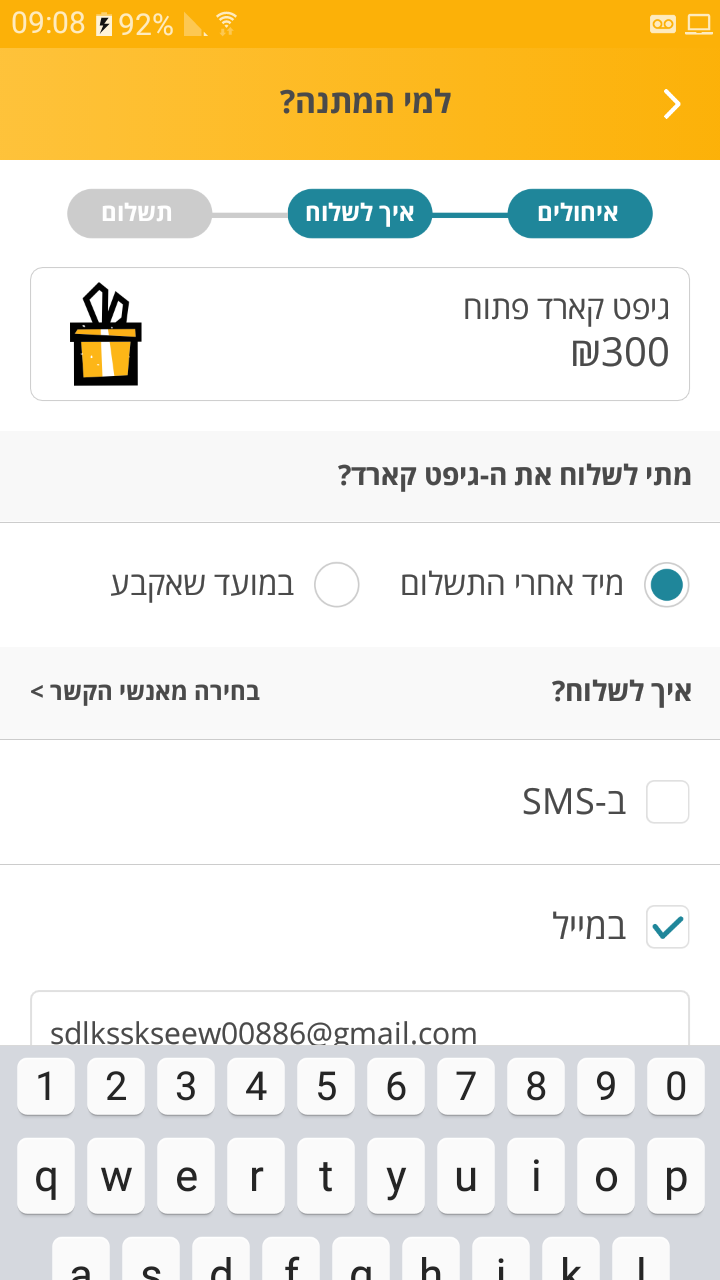 09:08 92%
למי המתנה?
איחולים
איך לשלוח
תשלום
גיפט קארד פתוח
₪300
מתי לשלוח את ה-גיפט קארד?
מיד אחרי התשלום
במועד שאקבע
איך לשלוח?
בחירה מאנשי הקשר >
ב-SMS
במייל
sdlksskseew00886@gmail.com
1 2 3 4 5 6 7 8 9 0
q w e r t y u i o p
a s d f g h j k l